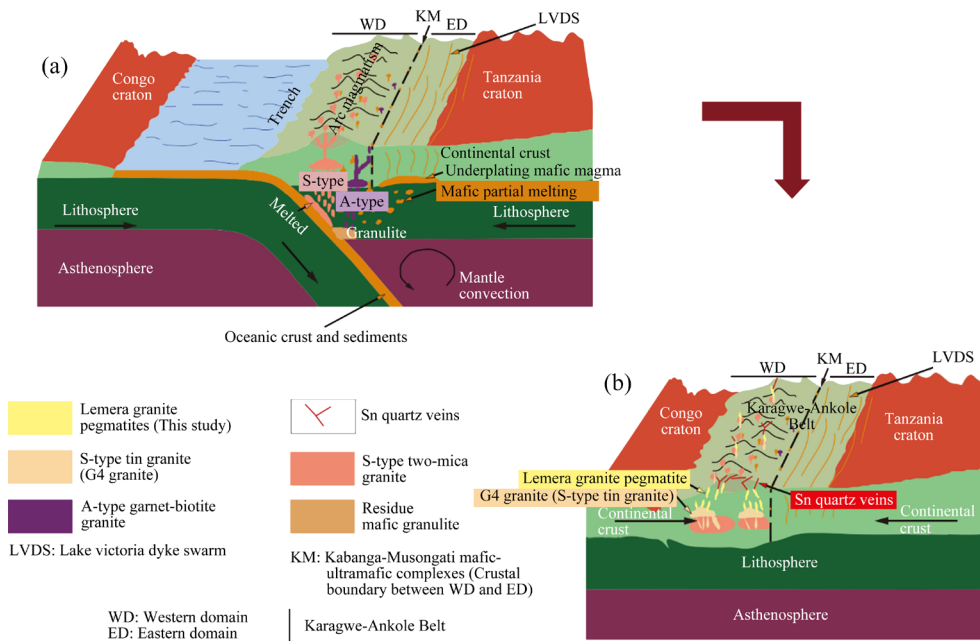 (a)
WD
KM
ED
LVDS
Congo
craton
Trench
Arc magmatism
Tanzania
craton
Continental crust
Underplating mafic magma
S-type
Mafic partial melting
A-type
Melted
Lithosphere
Lithosphere
Granulite
Asthenosphere
Mantle
convection
Oceanic crust and sediments
(b)
WD
KM
ED
LVDS
Congo
craton
Karagwe-Ankole
Belt
Tanzania
craton
Lemera granite pegmatite
G4 granite (S-type tin granite)
Sn quartz veins
Continental
crust
Continental
crust
Lithosphere
Asthenosphere
Lemera granite
pegmatites (This study)
Sn quartz veins
S-type tin granite
(G4 granite)
S-type two-mica
granite
A-type garnet-biotite
granite
Residue
mafic granulite
LVDS: Lake victoria dyke swarm
KM: Kabanga-Musongati mafic-
ultramafic complexes (Crustal
boundary between WD and ED)
WD: Western domain
ED: Eastern domain
Karagwe-Ankole Belt